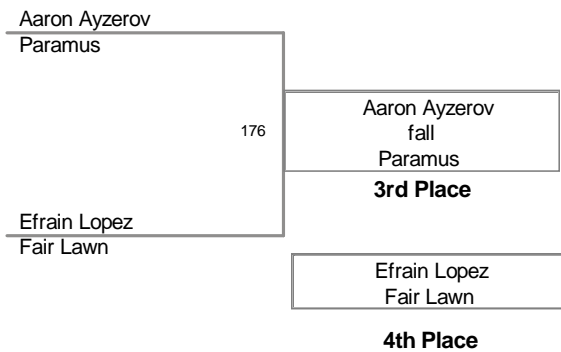 Aaron Ayzerov
Paramus
176
Aaron Ayzerov
fall
Paramus
3rd Place
Efrain Lopez
Fair Lawn
Efrain Lopez
Fair Lawn
4th Place